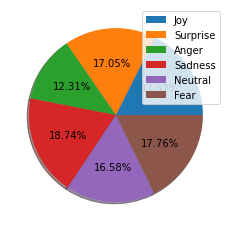 Joy
Surprise
Anger
Sadness
Neutral
Fear
17.05%
12.31%
18.74%
16.58%
17.76%